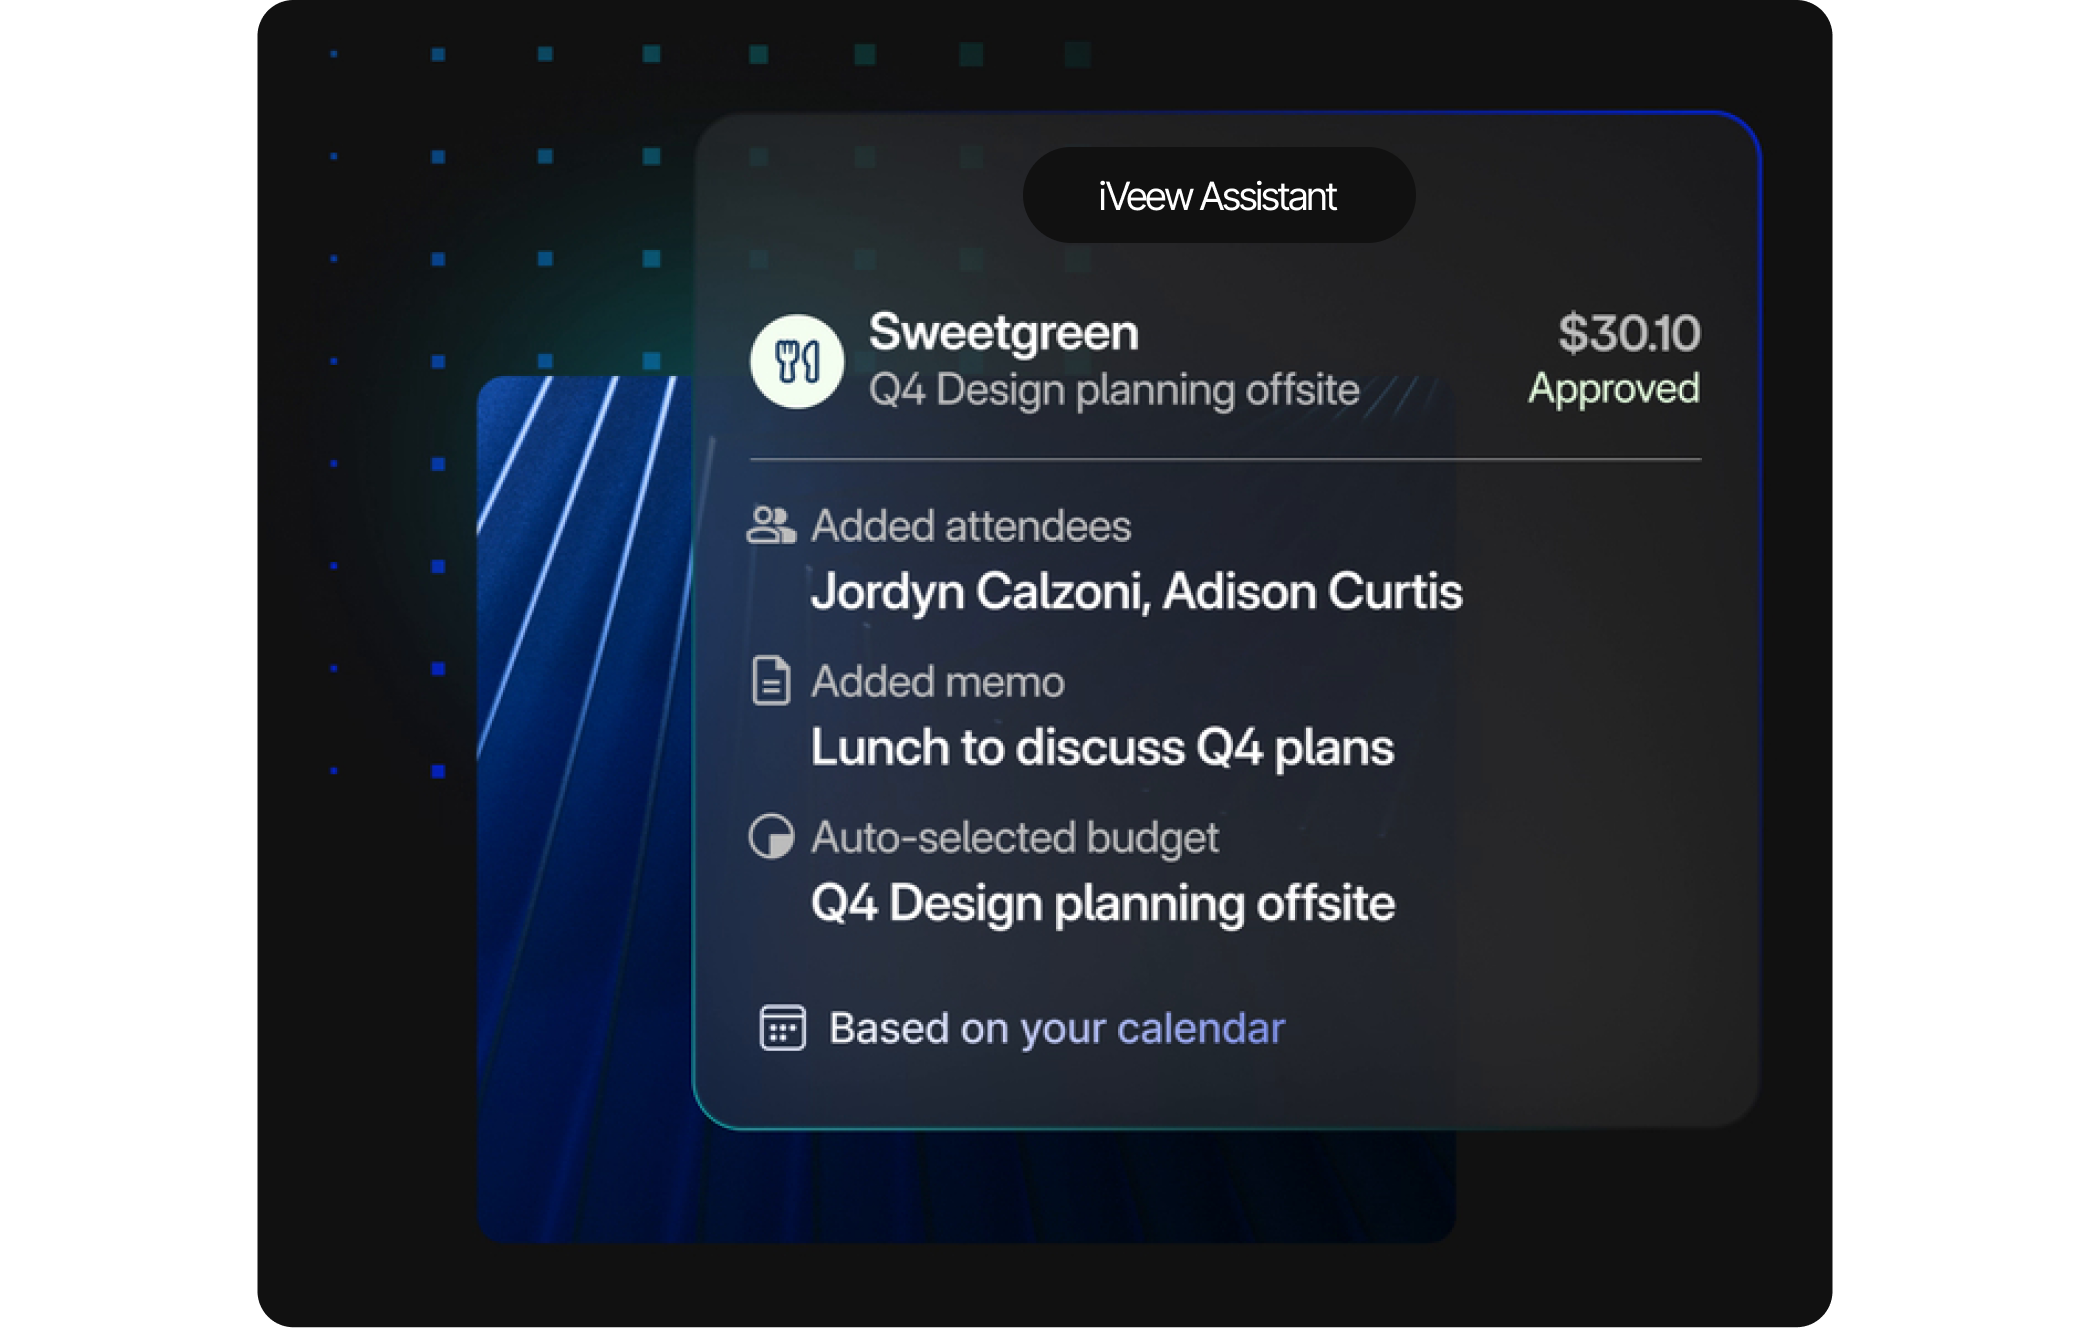 iVeew Assistant
Sweetgreen
$30.10
Q4 Design planning offsite
Approved
Added attendees
Jordyn Calzoni, Adison Curtis
Added memo
Lunch to discuss Q4 plans
Auto-selected budget
Q4 Design planning offsite
Based on your calendar